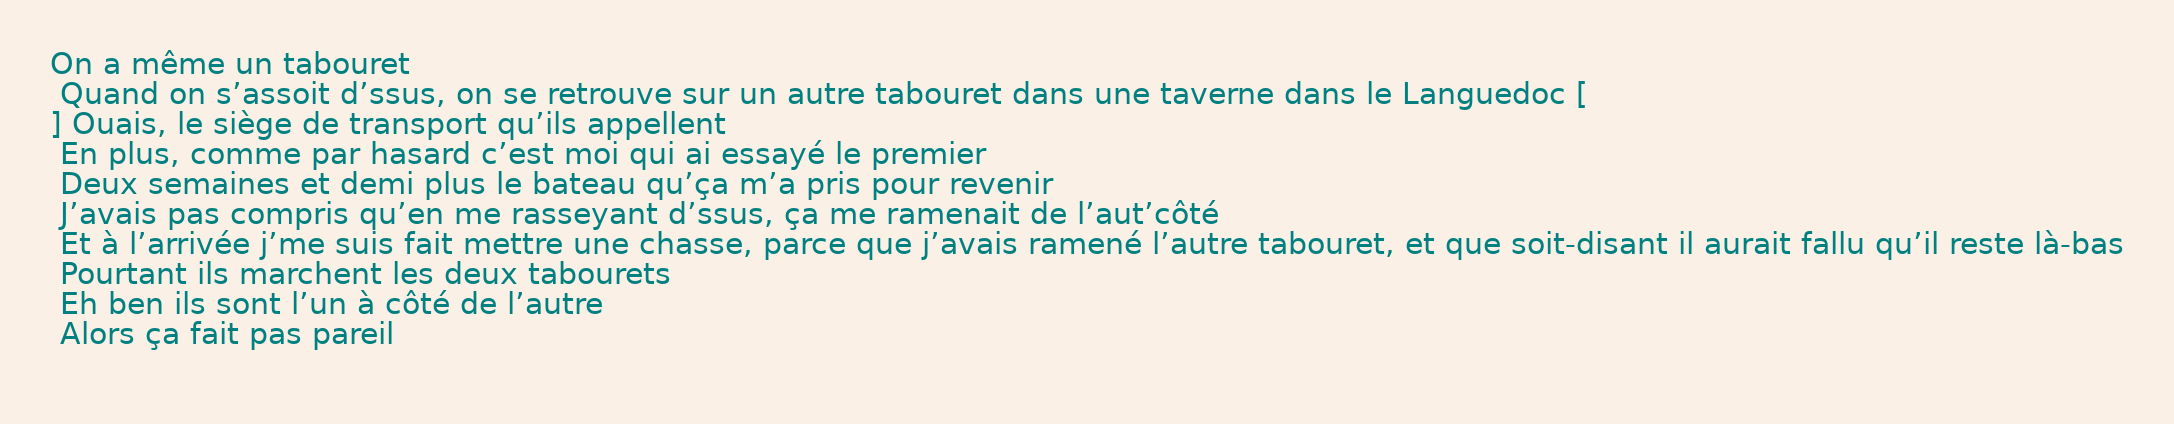 On a même un tabouret
Quand on s’assoit d’ssus, on se retrouve sur un autre tabouret dans une taverne dans le Languedoc [
] Ouais, le siège de transport qu’ils appellent
En plus, comme par hasard c’est moi qui ai essayé le premier
Deux semaines et demi plus le bateau qu’ça m’a pris pour revenir
J’avais pas compris qu’en me rasseyant d’ssus, ça me ramenait de l’aut’côté
Et à l’arrivée j’me suis fait mettre une chasse, parce que j’avais ramené l’autre tabouret, et que soit-disant il aurait fallu qu’il reste là-bas
Pourtant ils marchent les deux tabourets
Eh ben ils sont l’un à côté de l’autre
Alors ça fait pas pareil